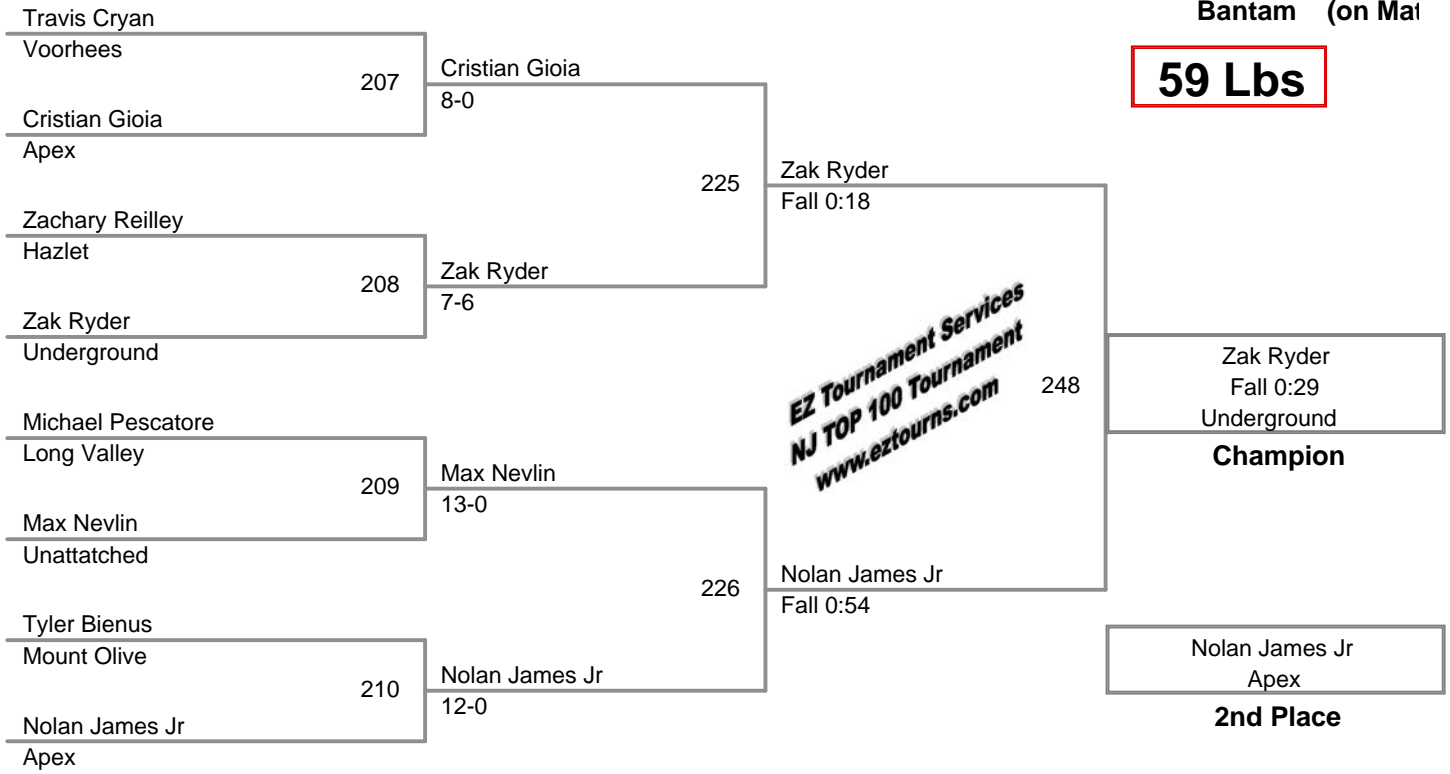 Bantam (on Mat
59 Lbs
Travis Cryan
Voorhees
207
Cristian Gioia
Apex
Cristian Gioia
8-0
Zachary Reilley
Hazlet
208
Zak Ryder
Underground
Zak Ryder
7-6
225
Zak Ryder
Fall 0:18
Michael Pescatore
Long Valley
209
Max Nevlin
Unattatched
Max Nevlin
13-0
Tyler Bienus
Mount Olive
210
Nolan James Jr
Apex
Nolan James Jr
12-0
226
Nolan James Jr
Fall 0:54
EZ Tournament Services
NJ TOP 100 Tournament
www.eztourns.com
248
Zak Ryder
Fall 0:29
Underground
Champion
Nolan James Jr
Apex
2nd Place